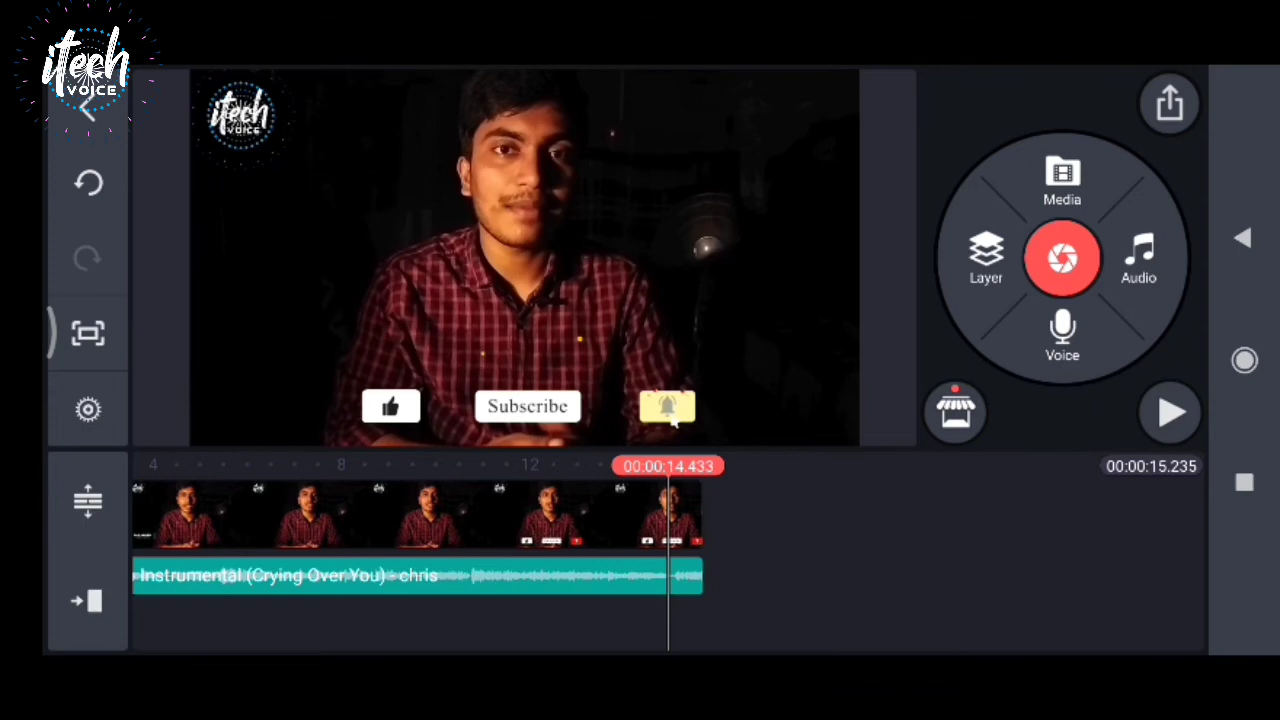 itech
VOICE
itech
VOICE
Media
Layer
Audio
Voice
Subscribe
4
8
12
00:00:14.433
00:00:15.235
Instrumental (Crying Over You) - chris